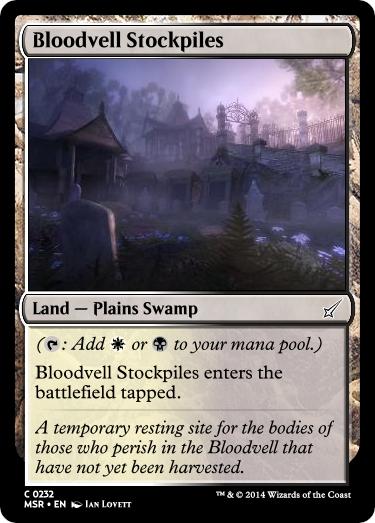 Bloodvell Stockpiles
Land — Plains Swamp
(: Add or to your mana pool.)
Bloodvell Stockpiles enters the
battlefield tapped.
A temporary resting site for the bodies of
those who perish in the Bloodvell that
have not yet been harvested.
C 0232
MSR • EN Ian Lovett
™ & © 2014 Wizards of the Coast